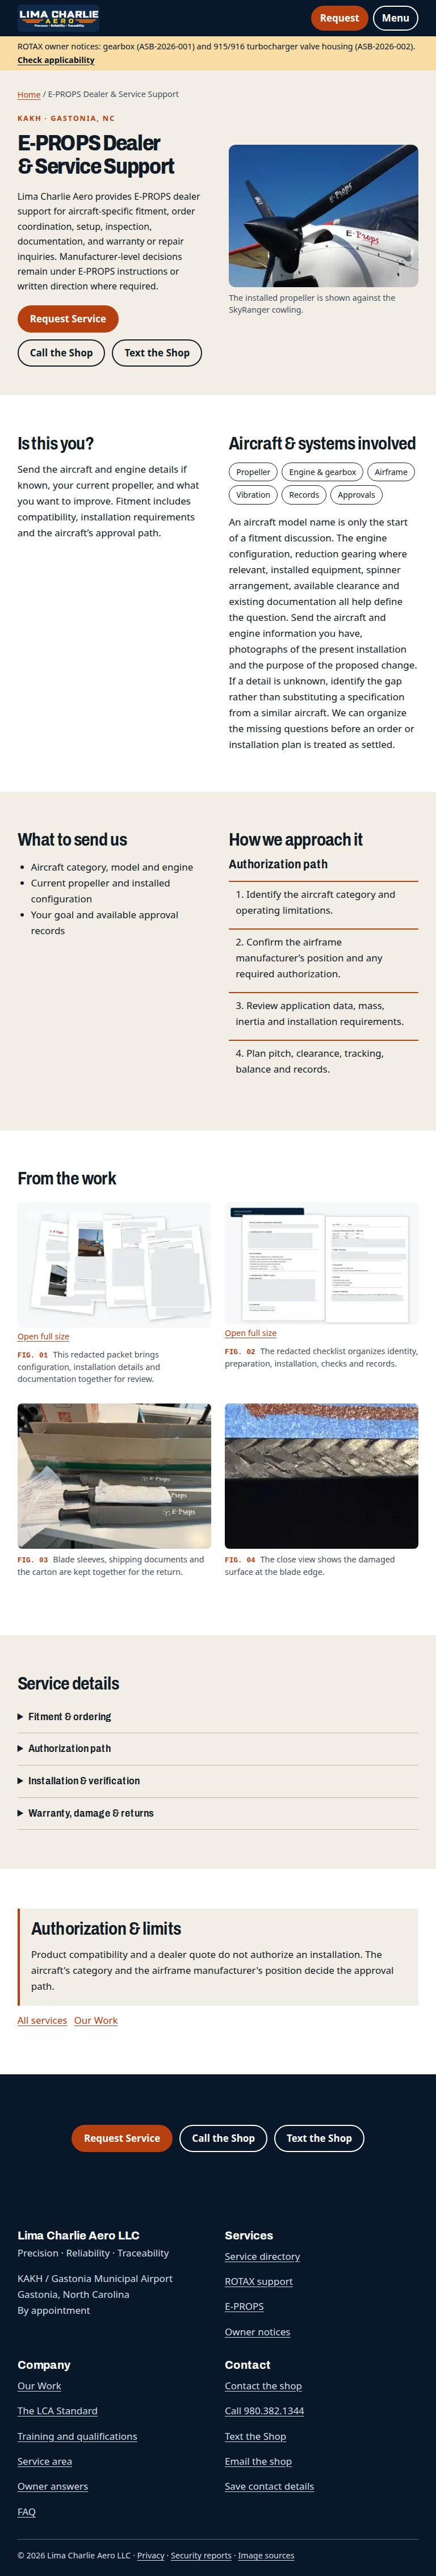 LIMA CHARLIE
AERO
Precision · Reliability · Traceability
Request
Menu
ROTAX owner notices: gearbox (ASB-2026-001) and 915/916 turbocharger valve housing (ASB-2026-002).
Check applicability
Home / E-PROPS Dealer & Service Support
KAKH · GASTONIA, NC
E-PROPS Dealer
& Service Support
Lima Charlie Aero provides E-PROPS dealer
support for aircraft-specific fitment, order
coordination, setup, inspection,
documentation, and warranty or repair
inquiries. Manufacturer-level decisions
remain under E-PROPS instructions or
written direction where required.
Request Service
Call the Shop
Text the Shop
E-PROPS
E-Props
The installed propeller is shown against the
SkyRanger cowling.
Is this you?
Send the aircraft and engine details if
known, your current propeller, and what
you want to improve. Fitment includes
compatibility, installation requirements
and the aircraft’s approval path.
Aircraft & systems involved
Propeller
Engine & gearbox
Airframe
Vibration
Records
Approvals
An aircraft model name is only the start
of a fitment discussion. The engine
configuration, reduction gearing where
relevant, installed equipment, spinner
arrangement, available clearance and
existing documentation all help define
the question. Send the aircraft and
engine information you have,
photographs of the present installation
and the purpose of the proposed change.
If a detail is unknown, identify the gap
rather than substituting a specification
from a similar aircraft. We can organize
the missing questions before an order or
installation plan is treated as settled.
What to send us
Aircraft category, model and engine
Current propeller and installed
configuration
Your goal and available approval
records
How we approach it
Authorization path
1. Identify the aircraft category and
operating limitations.
2. Confirm the airframe
manufacturer’s position and any
required authorization.
3. Review application data, mass,
inertia and installation requirements.
4. Plan pitch, clearance, tracking,
balance and records.
From the work
Open full size
FIG. 01 This redacted packet brings
configuration, installation details and
documentation together for review.
Open full size
FIG. 02 The redacted checklist organizes identity,
preparation, installation, checks and records.
E-Props
Props
E-Props
FIG. 03 Blade sleeves, shipping documents and
the carton are kept together for the return.
FIG. 04 The close view shows the damaged
surface at the blade edge.
Service details
Fitment & ordering
Authorization path
Installation & verification
Warranty, damage & returns
Authorization & limits
Product compatibility and a dealer quote do not authorize an installation. The
aircraft's category and the airframe manufacturer's position decide the approval
path.
All services Our Work
Request Service
Call the Shop
Text the Shop
Lima Charlie Aero LLC
Precision · Reliability · Traceability
KAKH / Gastonia Municipal Airport
Gastonia, North Carolina
By appointment
Services
Service directory
ROTAX support
E-PROPS
Owner notices
Company
Our Work
The LCA Standard
Training and qualifications
Service area
Owner answers
FAQ
Contact
Contact the shop
Call 980.382.1344
Text the Shop
Email the shop
Save contact details
© 2026 Lima Charlie Aero LLC · Privacy · Security reports · Image sources